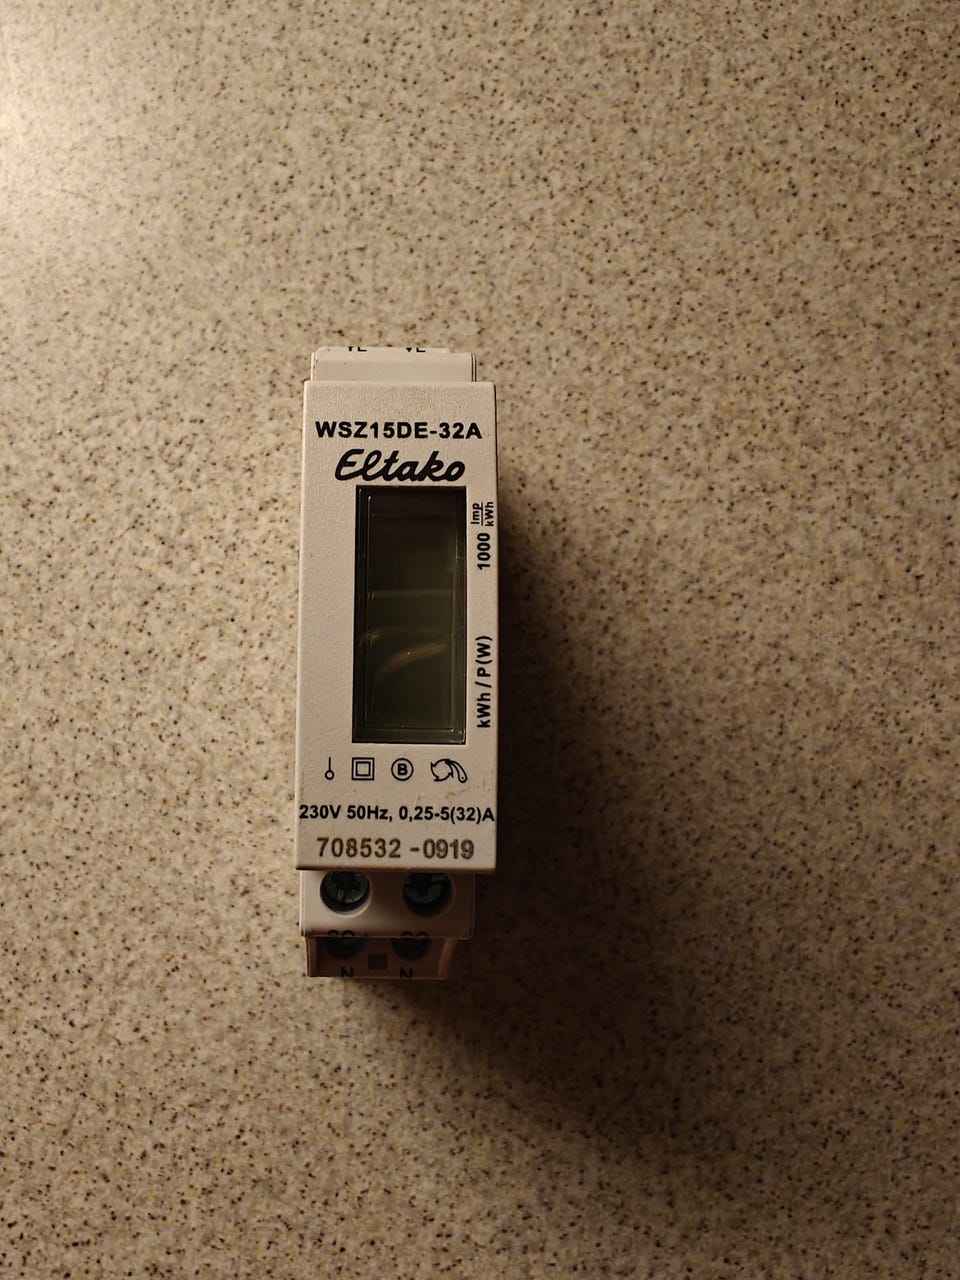 WSZ15DE-32A
Eltako
1000 Imp
kWh
kWh / P(W)
B
230V 50Hz, 0,25-5(32)A
708532 -0919
N N